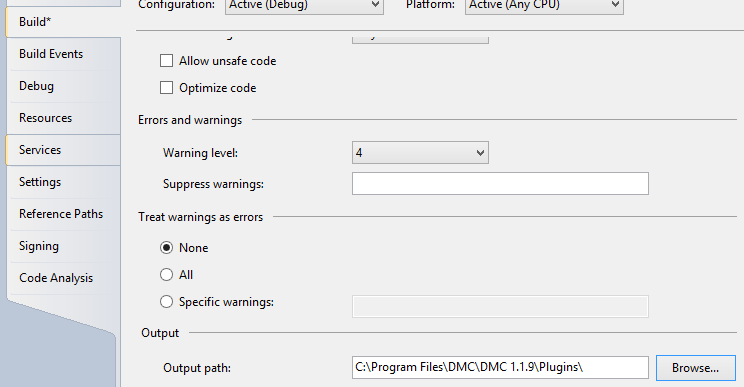 Configuration: Active (Debug) Platform: Active (Any CPU)
Build*
Build Events
Debug
Resources
Services
Settings
Reference Paths
Signing
Code Analysis
Allow unsafe code
Optimize code
Errors and warnings
Warning level: 4
Suppress warnings:
Treat warnings as errors
None
All
Specific warnings:
Output
Output path: C:\Program Files\DMC\DMC 1.1.9\Plugins\ Browse...